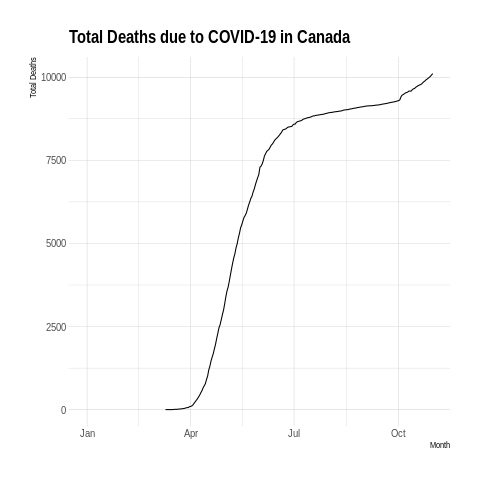 Total Deaths due to COVID-19 in Canada
Total Deaths
10000
7500
5000
2500
0
Jan Apr Jul Oct
Month